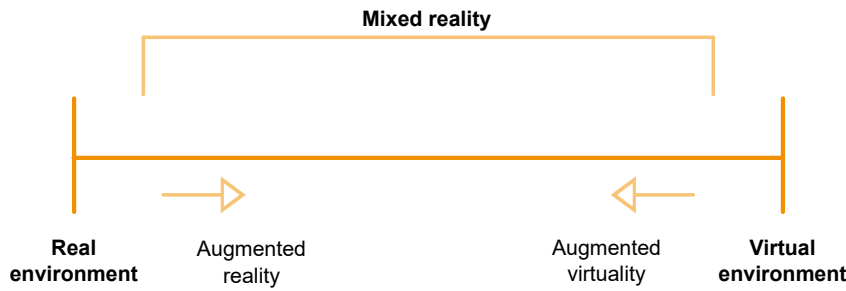 Mixed reality
Real
environment
Augmented
reality
Augmented
virtuality
Virtual
environment